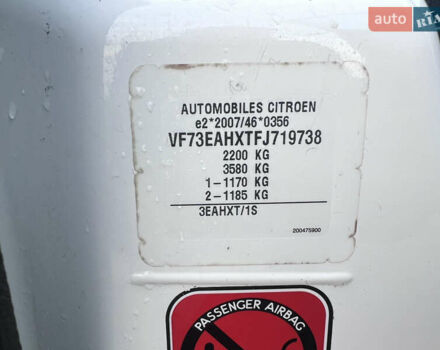 auto RIA
AUTOMOBILES CITROEN
e2*2007/46*0356
VF73EAHXTFJ719738
2200 KG
3580 KG
1-1170 KG
2-1185 KG
3EAHXT/1S
200475900
PASSENGER AIRBAG